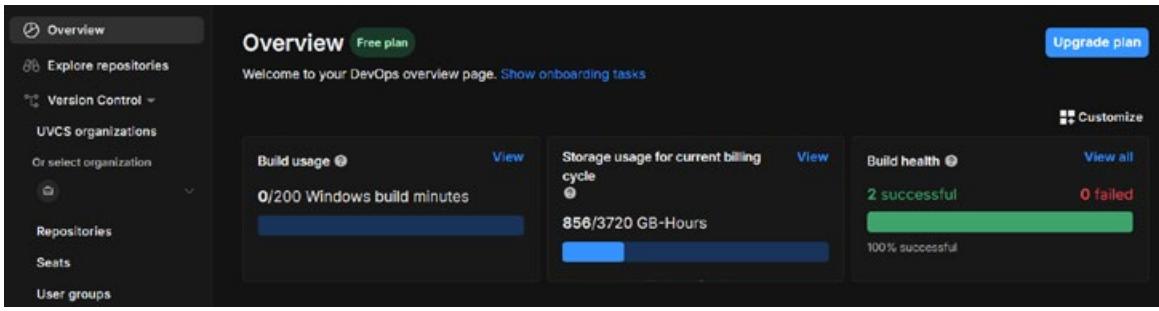 Overview
Explore repositories
Version Control
UVCS organizations
Or select organization
Repositories
Seats
User groups
Overview Free plan
Upgrade plan
Welcome to your DevOps overview page. Show onboarding tasks
Customize
Build usage View
0/200 Windows build minutes
Storage usage for current billing View
cycle
856/3720 GB-Hours
Build health View all
2 successful 0 failed
100% successful